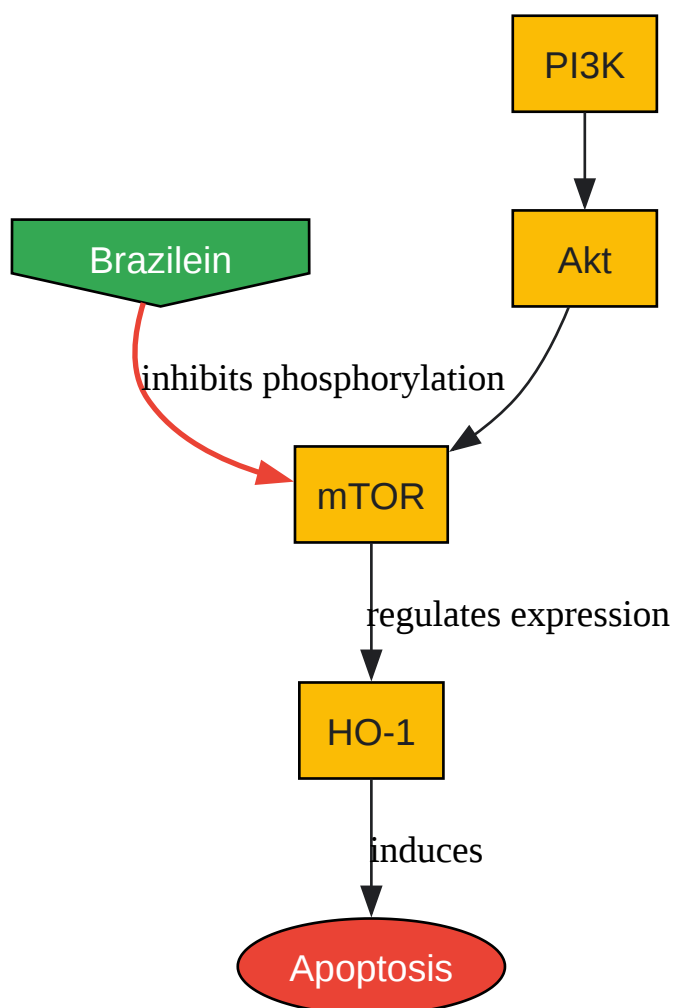 PI3K
Brazilein
Akt
inhibits phosphorylation
mTOR
regulates expression
HO-1
induces
Apoptosis